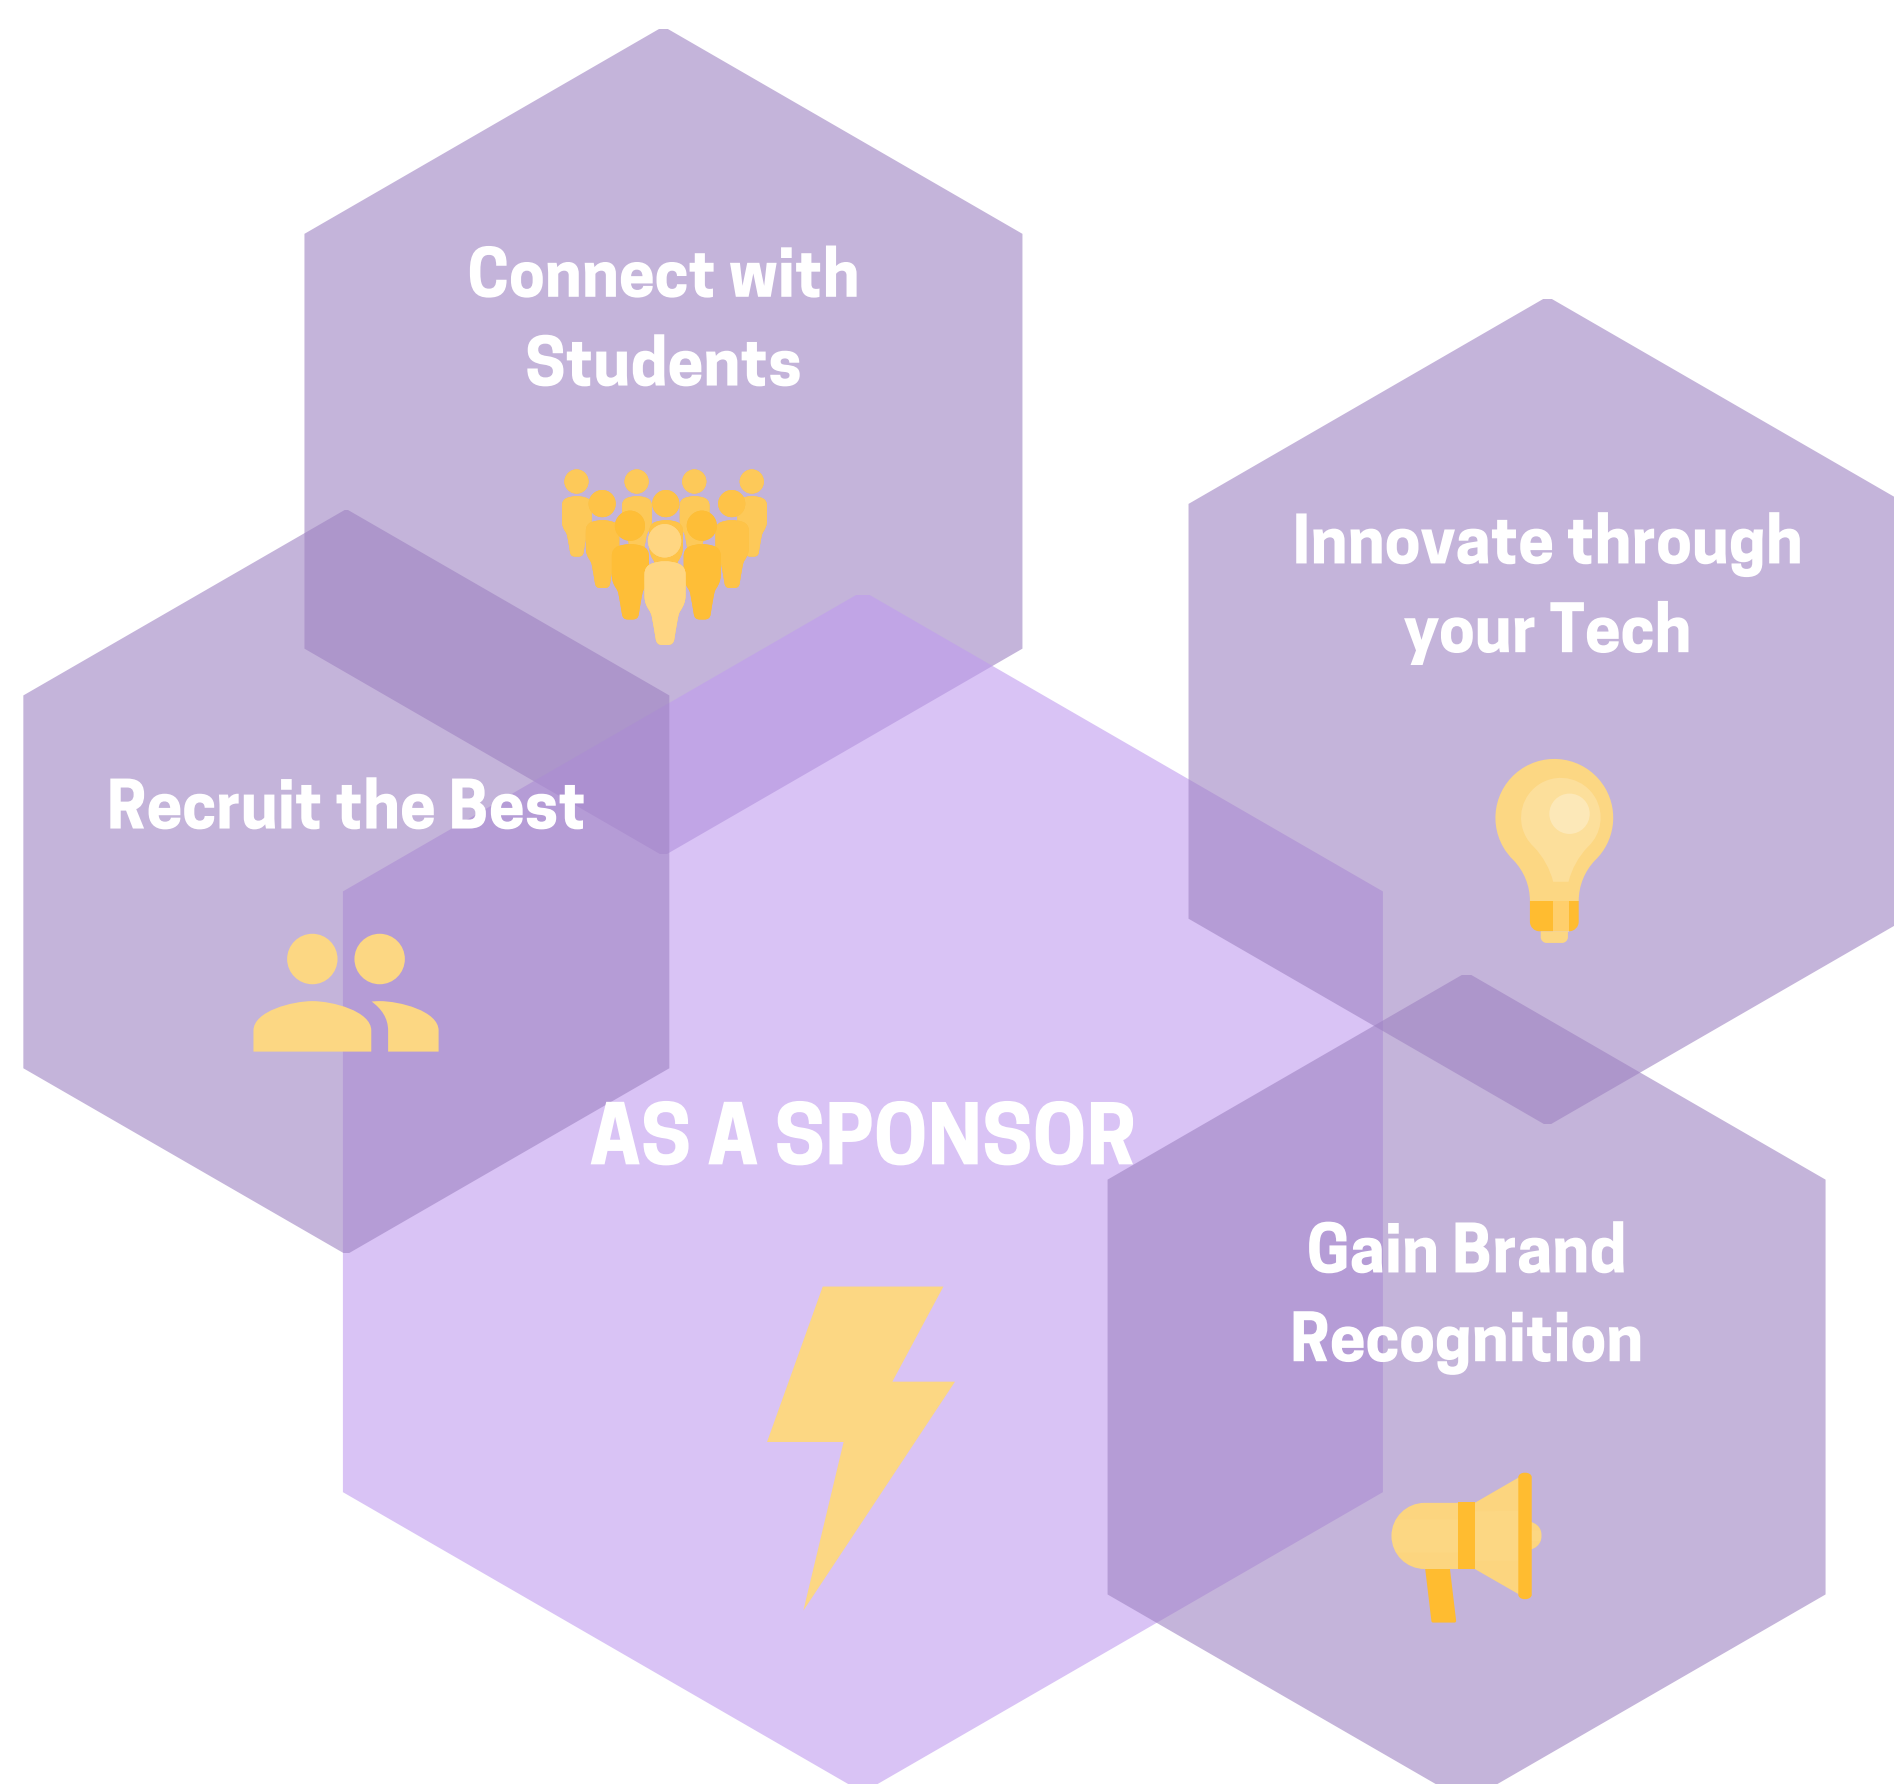 Connect with
Students
Innovate through
your Tech
Recruit the Best
AS A SPONSOR
Gain Brand
Recognition